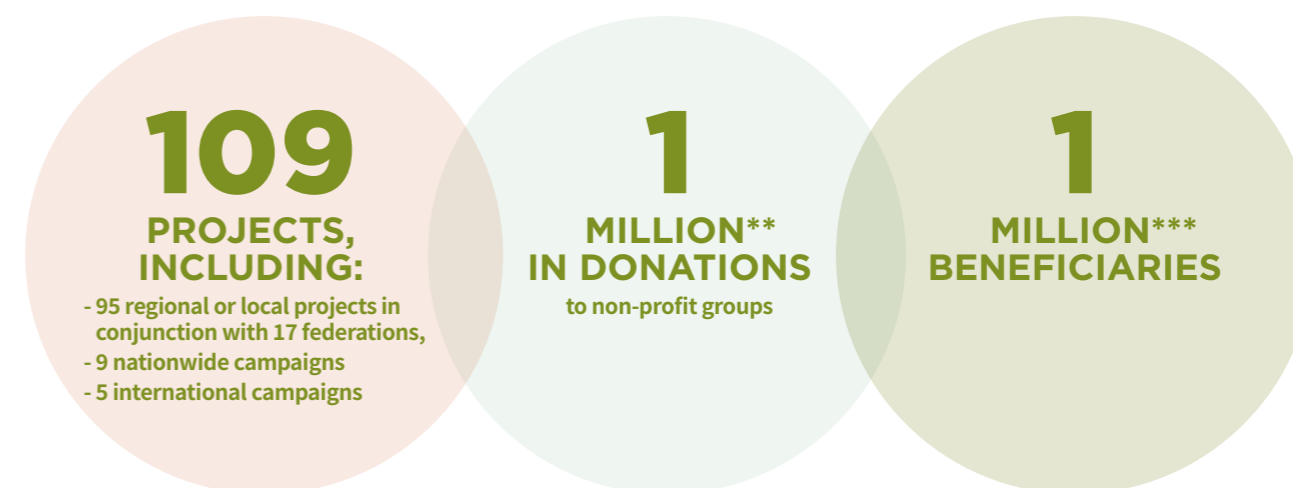 109
PROJECTS,
INCLUDING:
- 95 regional or local projects in
conjunction with 17 federations,
- 9 nationwide campaigns
- 5 international campaigns
1
MILLION**
IN DONATIONS
to non-profit groups
1
MILLION***
BENEFICIARIES